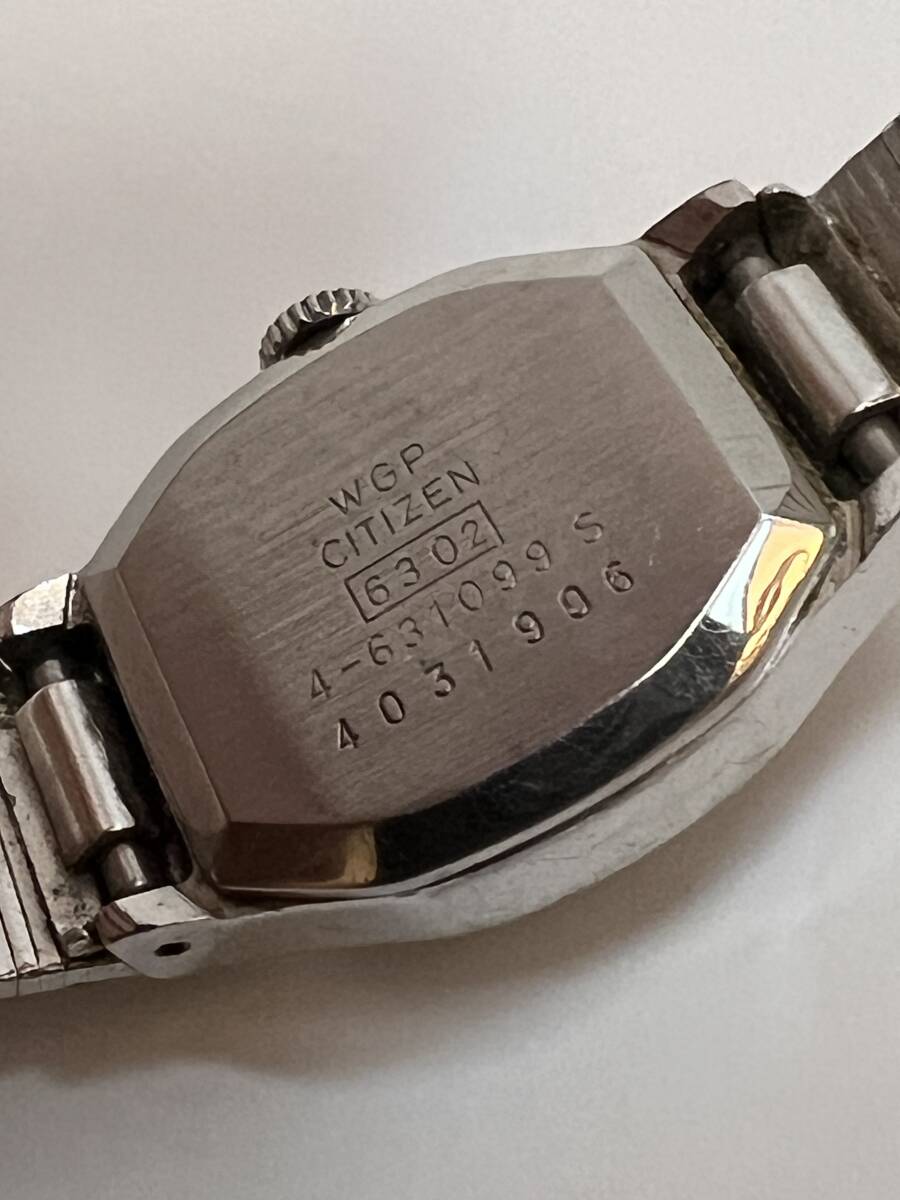 WGP
CITIZEN
6302
4-631099 S
4031906